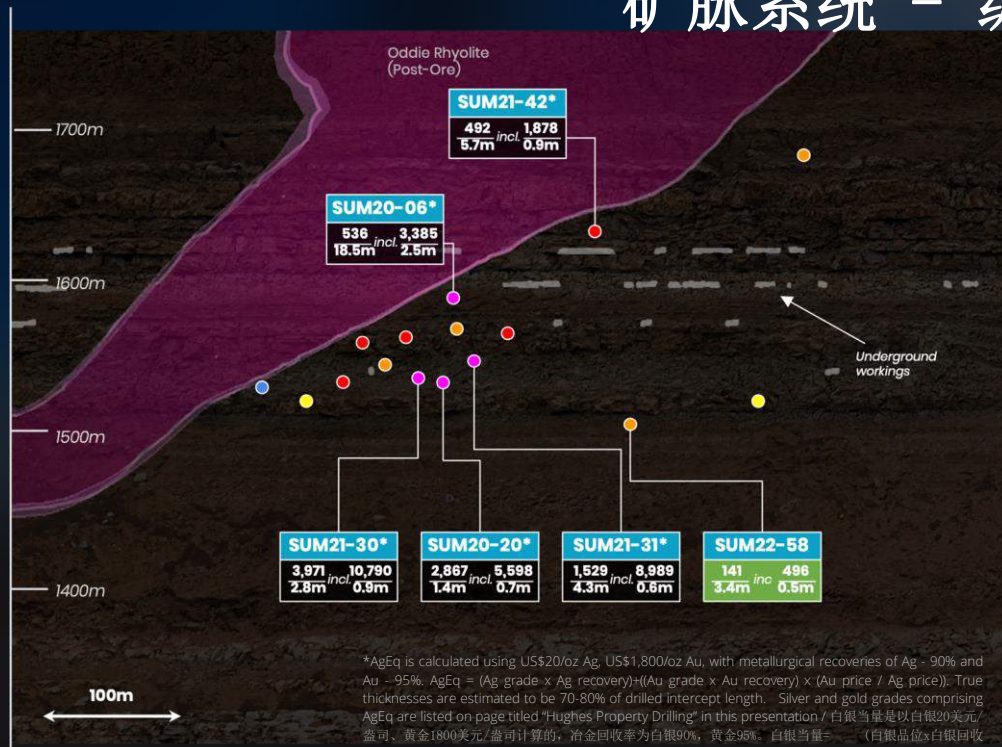 矿脉系统 -
Oddie Rhyolite
(Post-Ore)
SUM21-42*
492 incl. 1,878
5.7m 0.9m
1700m
SUM20-06*
536 incl. 3,385
18.5m 2.5m
1600m
Underground
workings
1500m
SUM21-30*
3,971 incl. 10,790
2.8m 0.9m
SUM20-20*
2,867 incl. 5,598
1.4m 0.7m
SUM21-31*
1,529 incl. 8,989
4.3m 0.6m
SUM22-58
141 inc 496
3.4m 0.5m
1400m
100m
*AgEq is calculated using US$20/oz Ag, US$1,800/oz Au, with metallurgical recoveries of Ag - 90% and
Au - 95%. AgEq = (Ag grade x Ag recovery)+((Au grade x Au recovery) x (Au price / Ag price)). True
thicknesses are estimated to be 70-80% of drilled intercept length. Silver and gold grades comprising
AgEq are listed on page titled "Hughes Property Drilling" in this presentation / 白银当量是以白银20美元/
盎司、黄金1800美元/盎司计算的，冶金回收率为白银90%，黄金95%。白银当量= (白银品位x白银回收